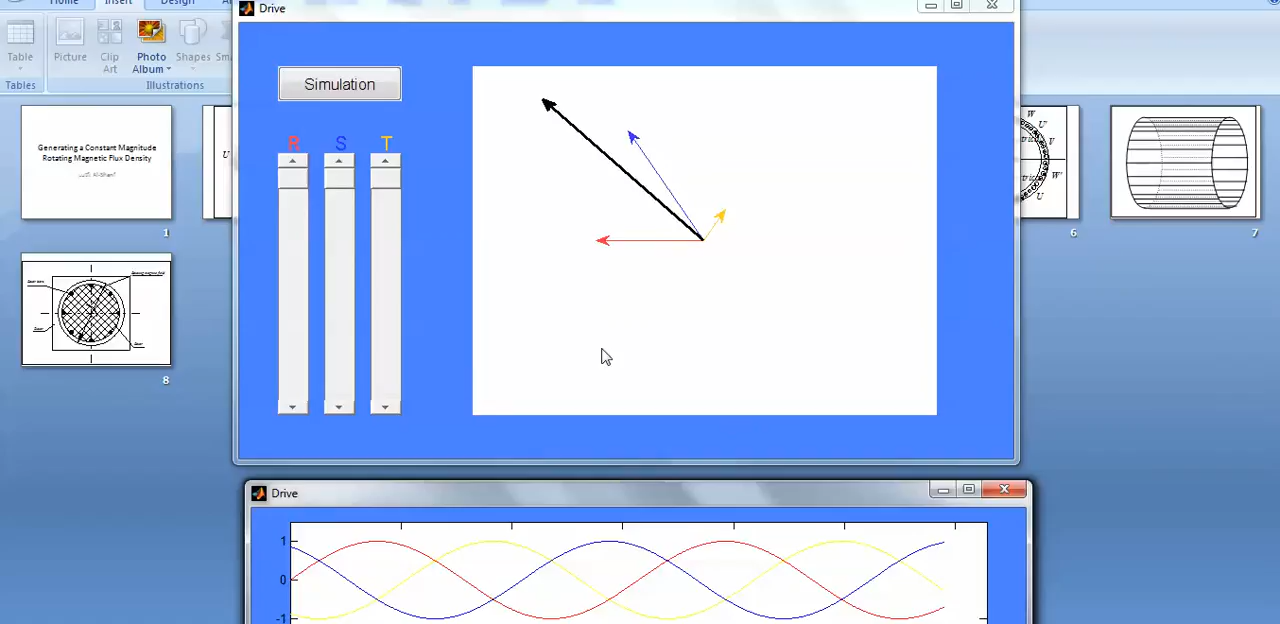 Home
Insert
Design
Drive
Table
Picture
Clip Art
Photo Album
Shapes
Tables
Illustrations
Simulation
R S T
Generating a Constant Magnitude
Rotating Magnetic Flux Density
1
U
W
U'
V
W'
U
6
7
8
Drive
1
0
-1